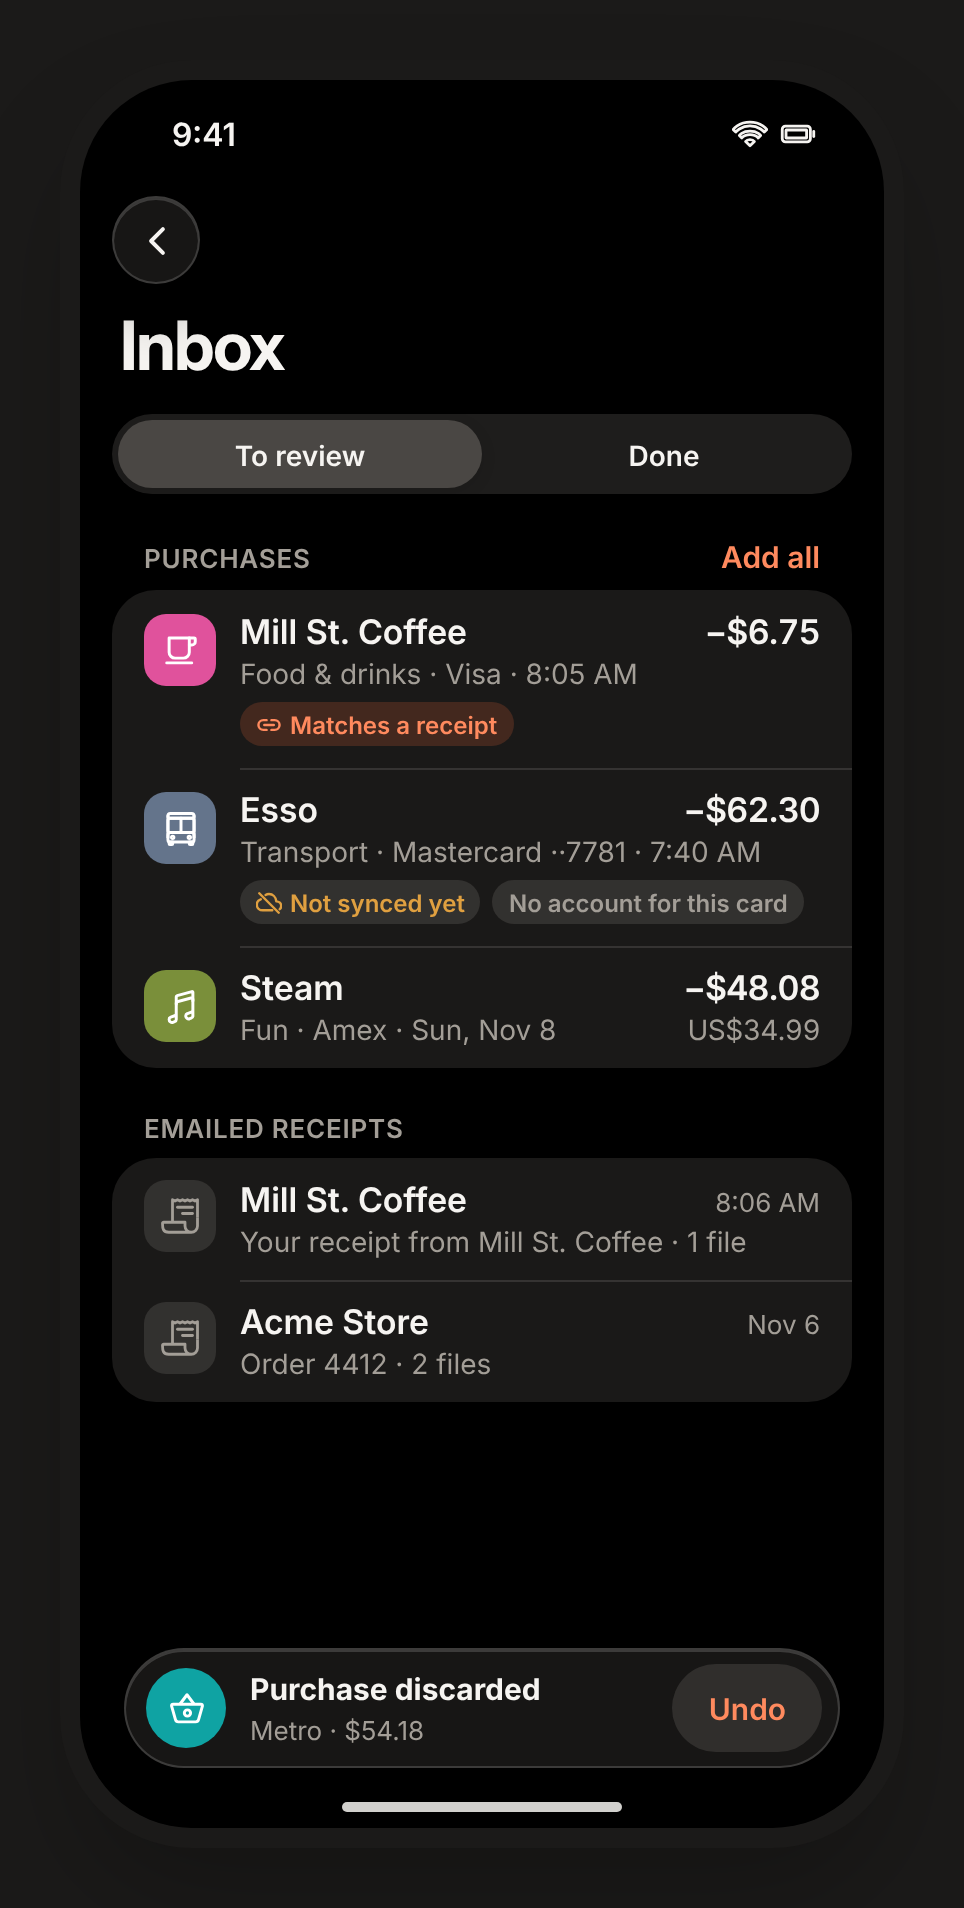 9:41
Inbox
To review
Done
PURCHASES
Add all
Mill St. Coffee
−$6.75
Food & drinks · Visa · 8:05 AM
Matches a receipt
Esso
−$62.30
Transport · Mastercard ··7781 · 7:40 AM
Not synced yet
No account for this card
Steam
−$48.08
Fun · Amex · Sun, Nov 8
US$34.99
EMAILED RECEIPTS
Mill St. Coffee
8:06 AM
Your receipt from Mill St. Coffee · 1 file
Acme Store
Nov 6
Order 4412 · 2 files
Purchase discarded
Metro · $54.18
Undo